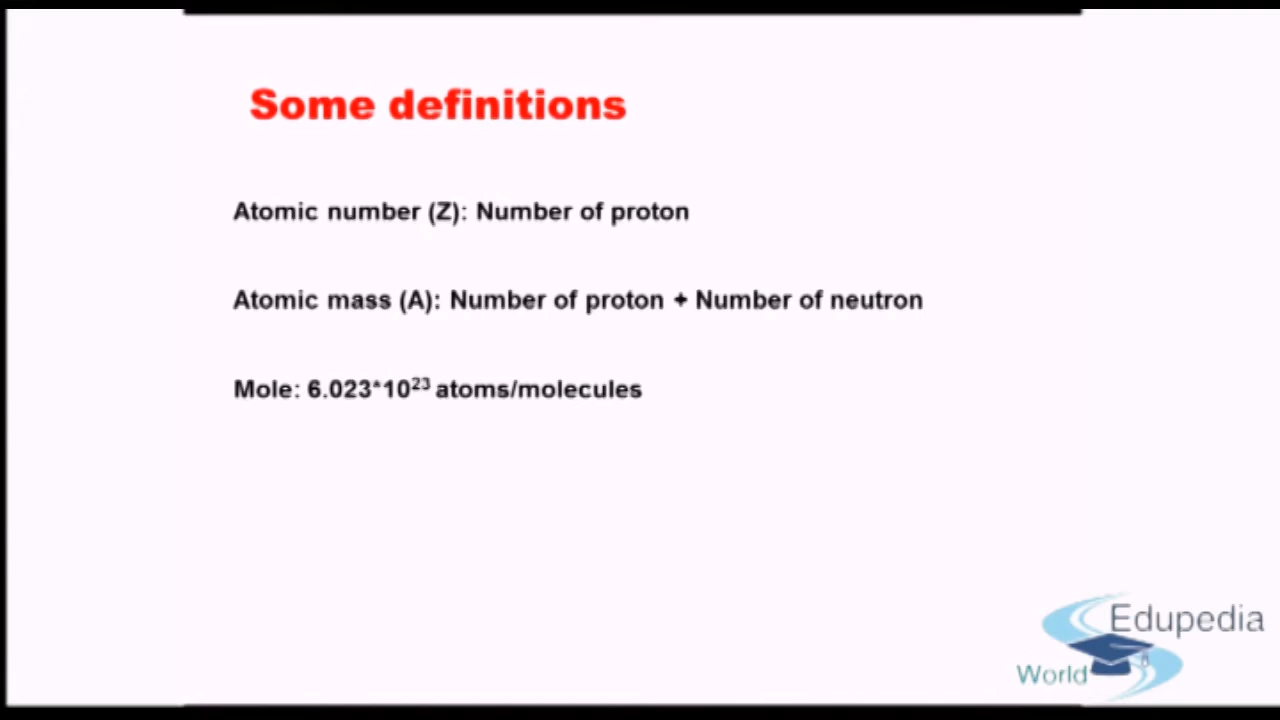 Some definitions
Atomic number (Z): Number of proton
Atomic mass (A): Number of proton + Number of neutron
Mole: 6.023*10²³ atoms/molecules
Edupedia
World